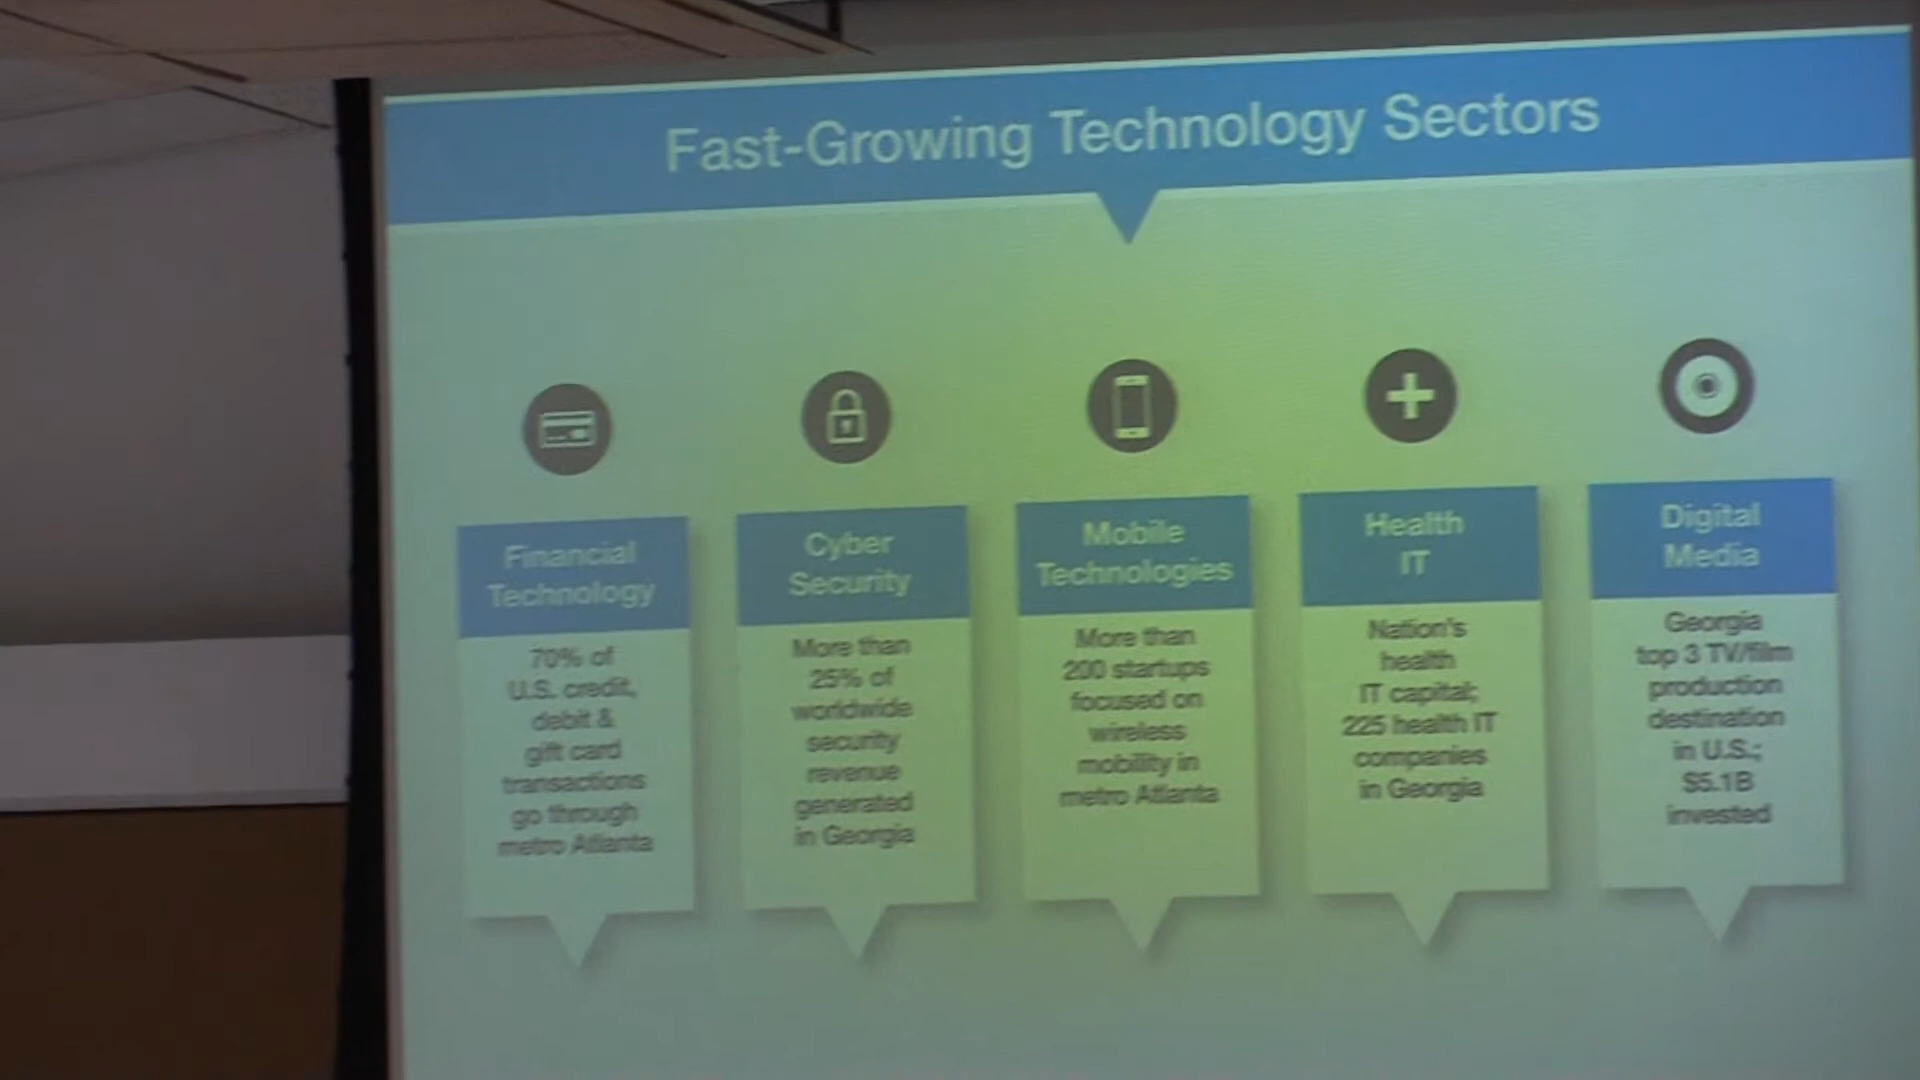 Fast-Growing Technology Sectors
Financial
Technology
70% of
U.S. credit,
debit &
gift card
transactions
go through
metro Atlanta
Cyber
Security
More than
25% of
worldwide
security
revenue
generated
in Georgia
Mobile
Technologies
More than
200 startups
focused on
wireless
mobility in
metro Atlanta
Health
IT
Nation's
health
IT capital;
225 health IT
companies
in Georgia
Digital
Media
Georgia
top 3 TV/film
production
destination
in U.S.;
$5.1B
invested